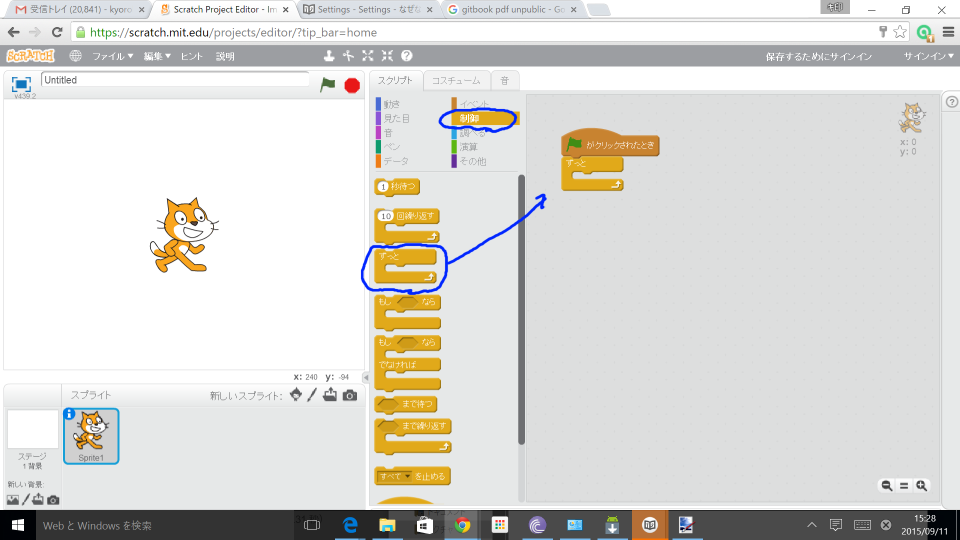 受信トレイ (20,841) - kyoro
Scratch Project Editor - Im
Settings - Settings - なぜな
gitbook pdf unpublic - Go
https://scratch.mit.edu/projects/editor/?tip_bar=home
SCRATCH
ファイル
編集
ヒント
説明
保存するためにサインイン
サインイン
Untitled
v439.2
スクリプト
コスチューム
音
動き
イベント
見た目
制御
音
調べる
ペン
演算
データ
その他
1 秒待つ
10 回繰り返す
ずっと
もし なら
もし なら
でなければ
まで待つ
まで繰り返す
すべて を止める
がクリックされたとき
ずっと
x: 0
y: 0
x: 240 y: -94
スプライト
新しいスプライト:
Sprite1
ステージ
1 背景
新しい背景:
Web と Windows を検索
15:28
2015/09/11